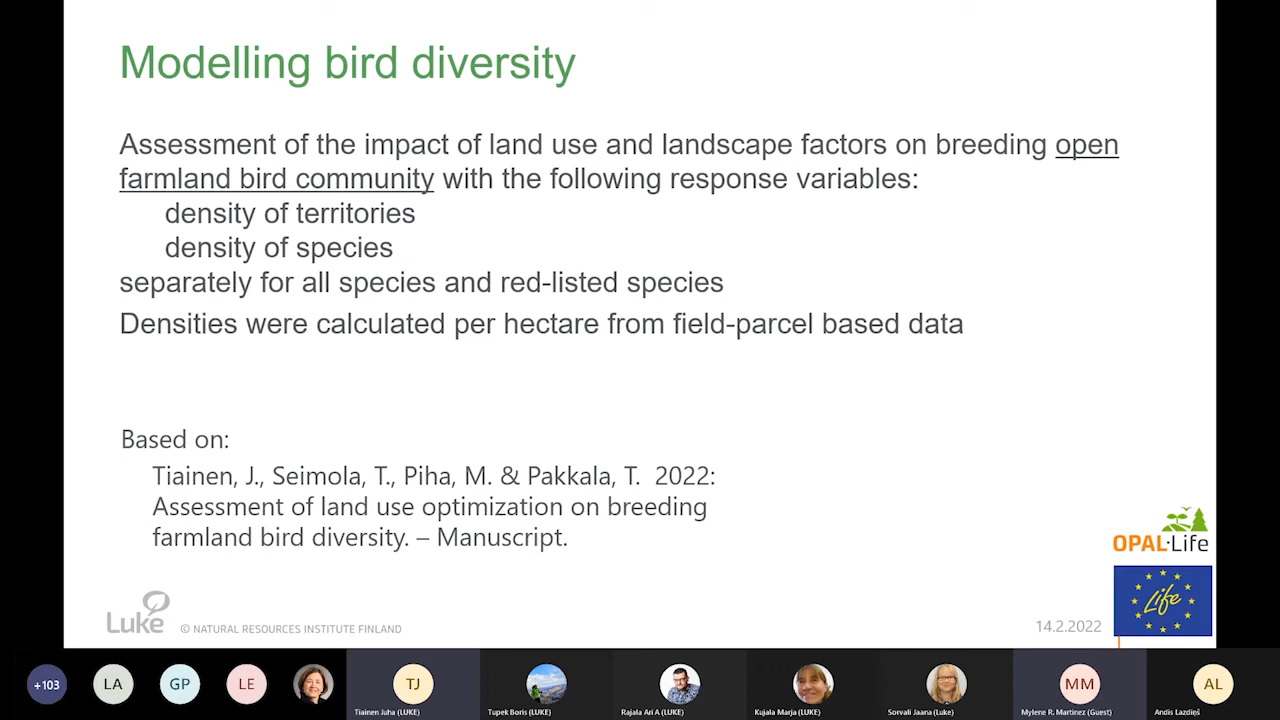 Modelling bird diversity
Assessment of the impact of land use and landscape factors on breeding open
farmland bird community with the following response variables:
density of territories
density of species
separately for all species and red-listed species
Densities were calculated per hectare from field-parcel based data
Based on:
Tiainen, J., Seimola, T., Piha, M. & Pakkala, T. 2022:
Assessment of land use optimization on breeding
farmland bird diversity. – Manuscript.
OPAL·Life
Life
Luke
© NATURAL RESOURCES INSTITUTE FINLAND
14.2.2022
+103
LA
GP
LE
TJ
MM
AL
Tiainen Juha (LUKE)
Tupek Boris (LUKE)
Rajala Ari A (LUKE)
Kujala Marja (LUKE)
Sorvali Jaana (Luke)
Mylene R. Martinez (Guest)
Andis Lazdiņš